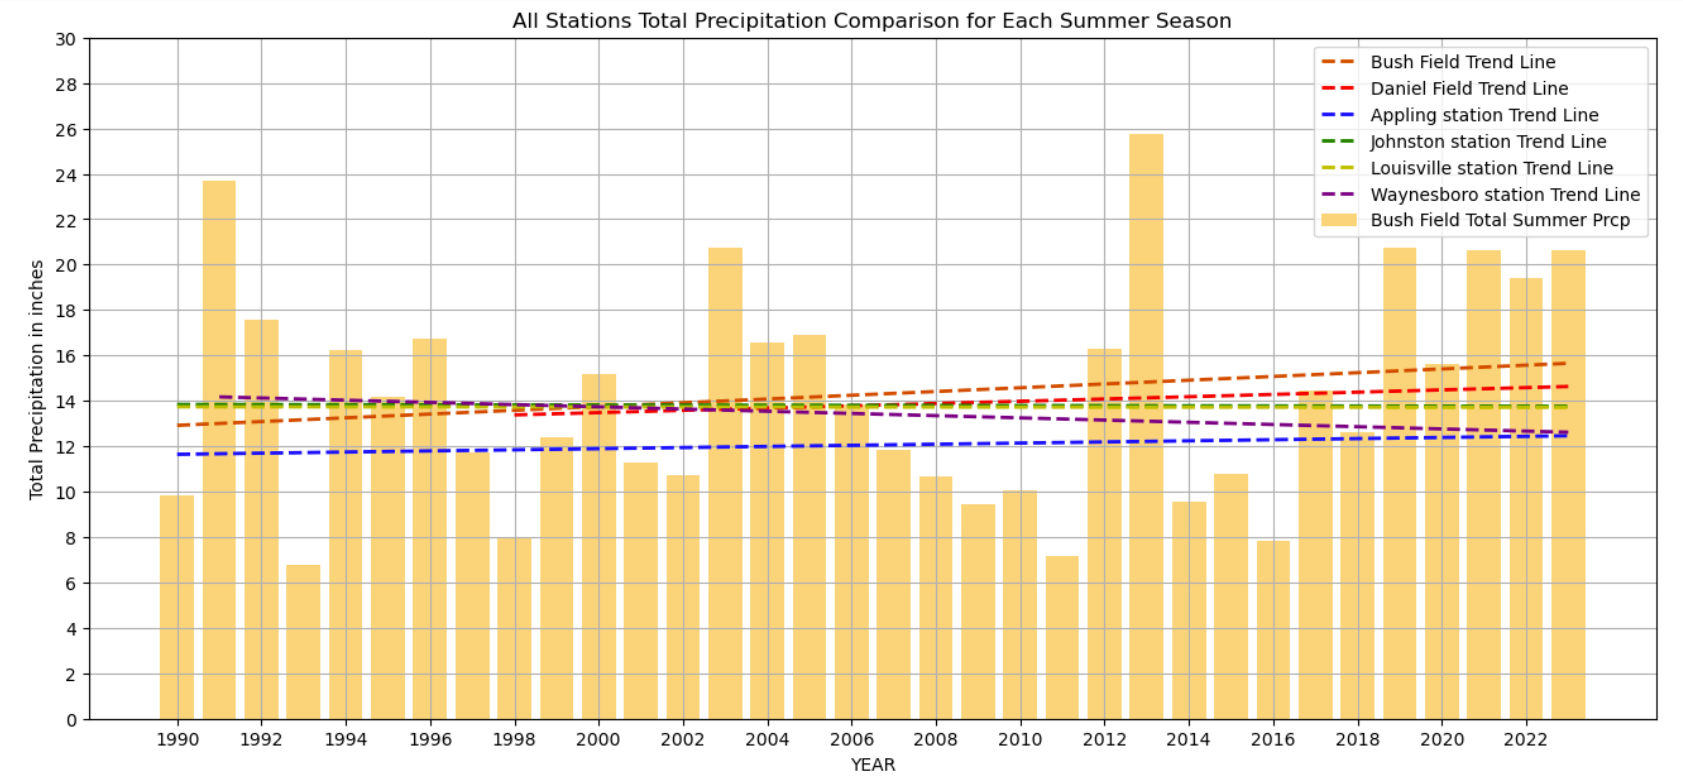 All Stations Total Precipitation Comparison for Each Summer Season
Total Precipitation in inches
30
28
26
24
22
20
18
16
14
12
10
8
6
4
2
0
Bush Field Trend Line
Daniel Field Trend Line
Appling station Trend Line
Johnston station Trend Line
Louisville station Trend Line
Waynesboro station Trend Line
Bush Field Total Summer Prcp
1990 1992 1994 1996 1998 2000 2002 2004 2006 2008 2010 2012 2014 2016 2018 2020 2022
YEAR